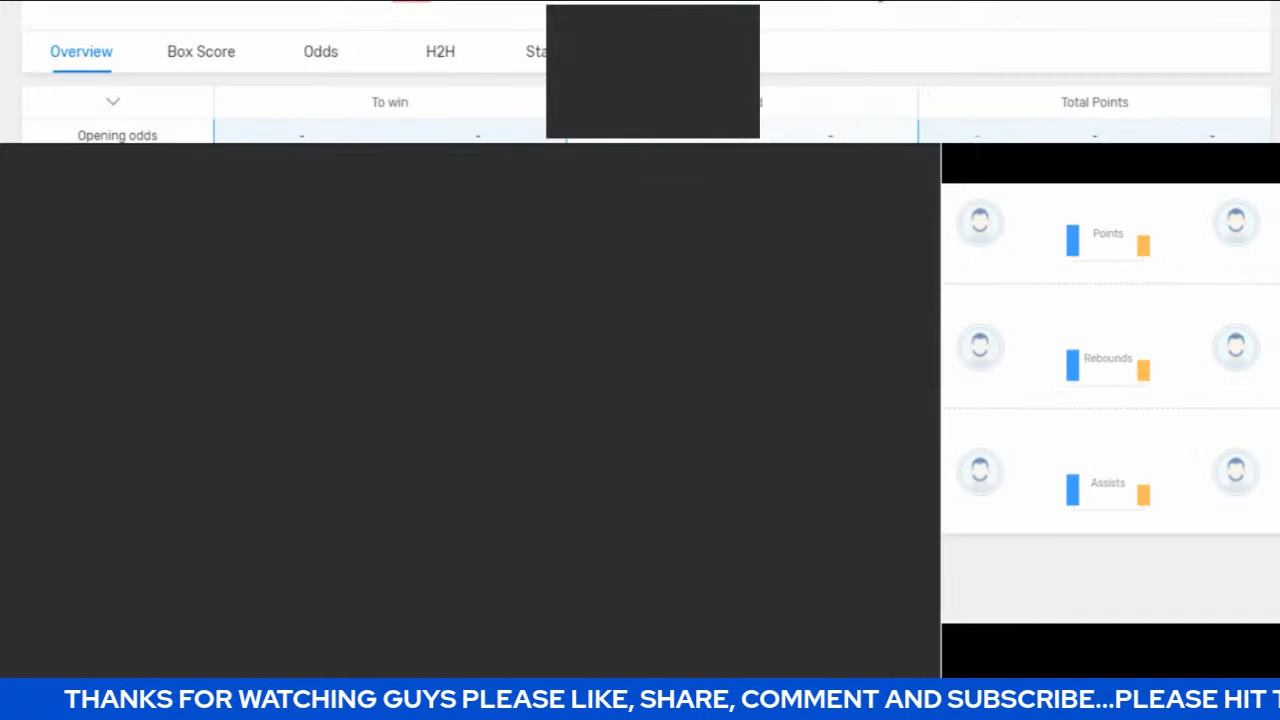 Overview Box Score Odds H2H
To win Total Points
Opening odds - - - - - -
Points
Rebounds
Assists
THANKS FOR WATCHING GUYS PLEASE LIKE, SHARE, COMMENT AND SUBSCRIBE...PLEASE HIT